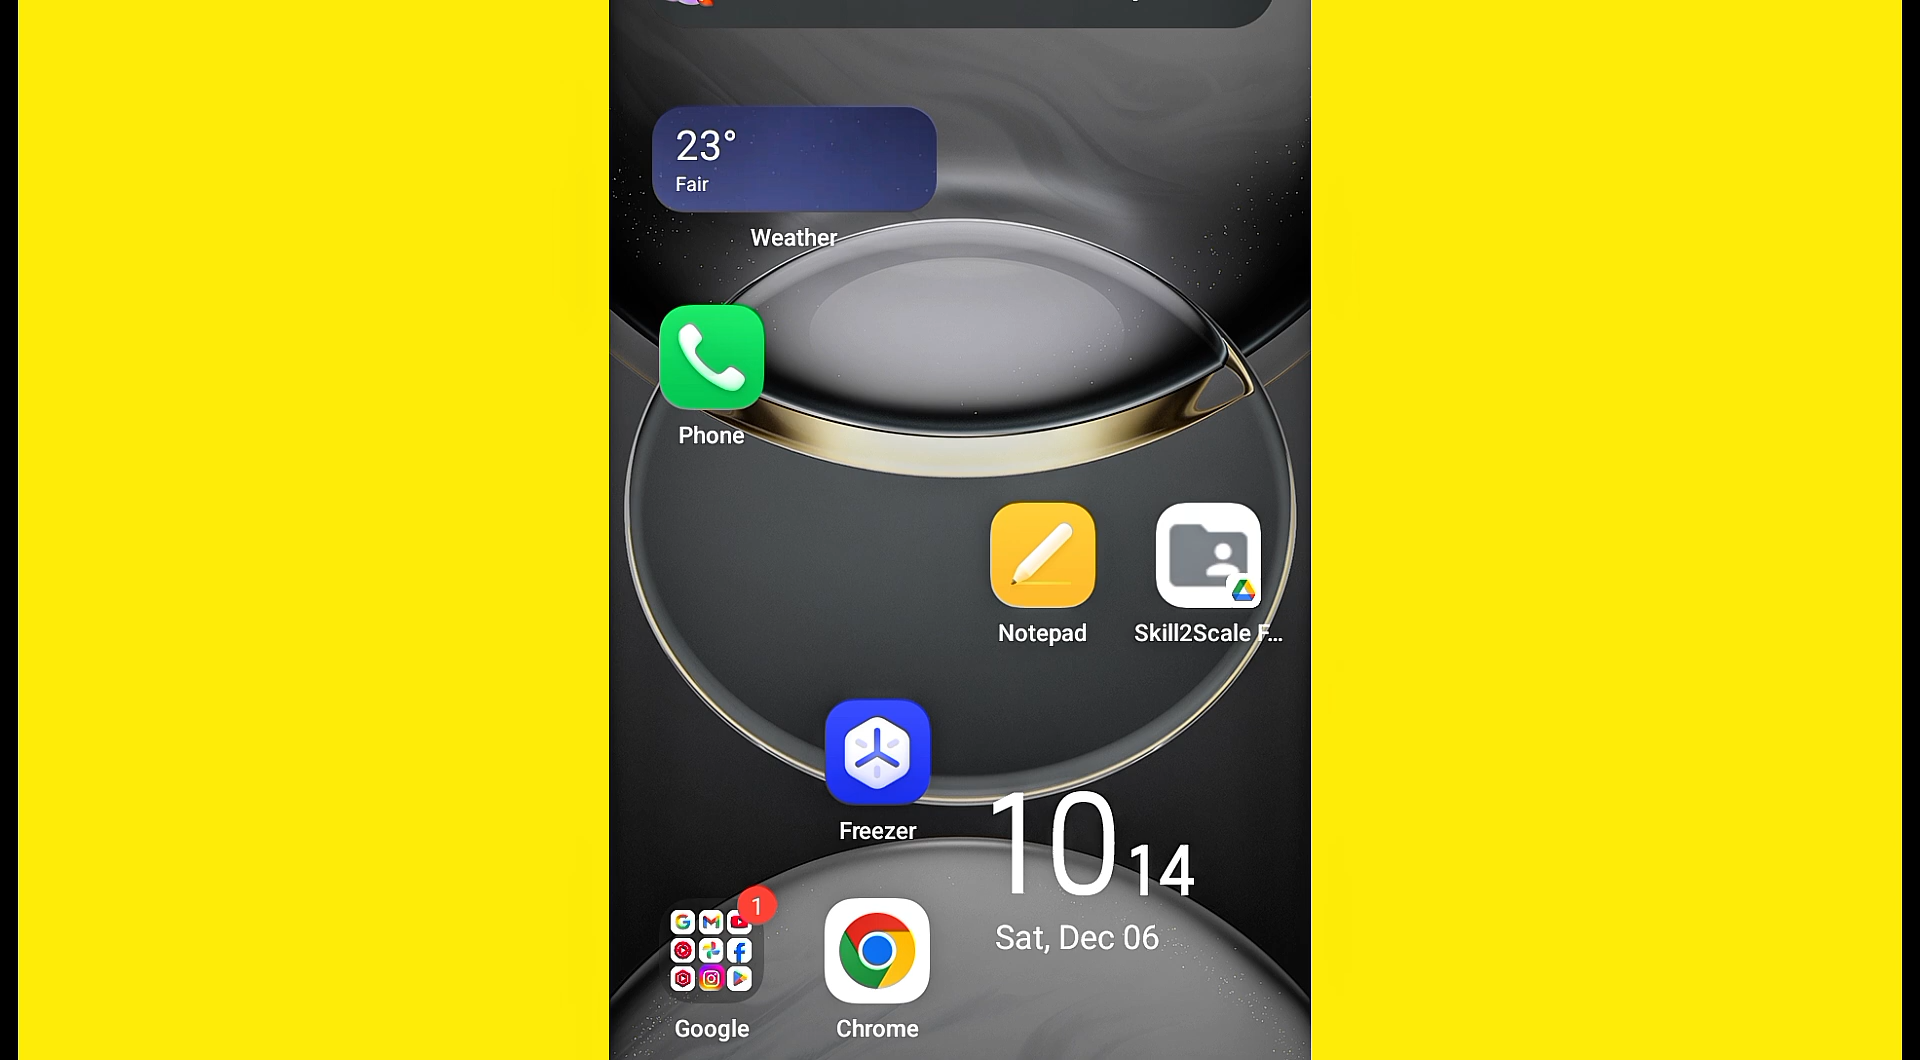 23°
Fair
Weather
Phone
Notepad
Skill2Scale F...
Freezer
10 14
Sat, Dec 06
1
Google
Chrome